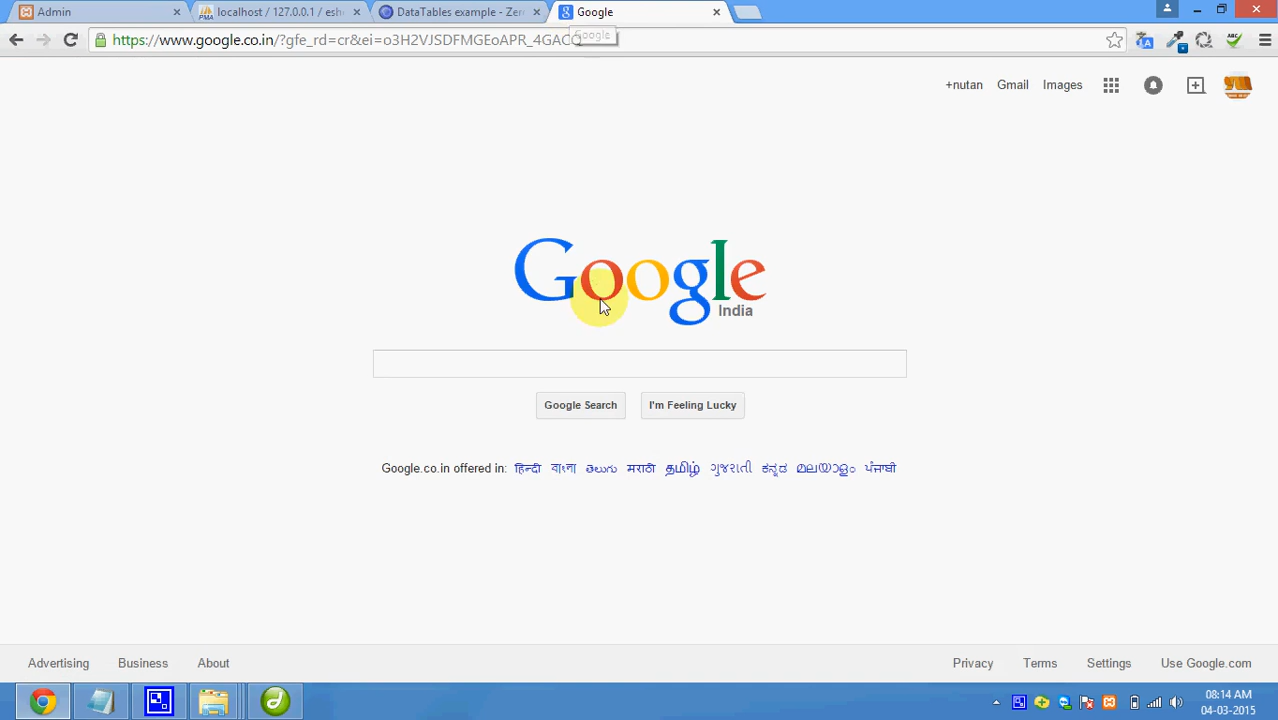 Admin
localhost / 127.0.0.1 / esh
DataTables example - Zer
Google
https://www.google.co.in/?gfe_rd=cr&ei=o3H2VJSDFMGEoAPR_4GACQ
Google
ABC
+nutan Gmail Images
Google
India
Google Search I'm Feeling Lucky
Google.co.in offered in: हिन्दी বাংলা తెలుగు मराठी தமிழ் ગુજરાતી ಕನ್ನಡ മലയാളം ਪੰਜਾਬੀ
Advertising Business About Privacy Terms Settings Use Google.com
08:14 AM
04-03-2015